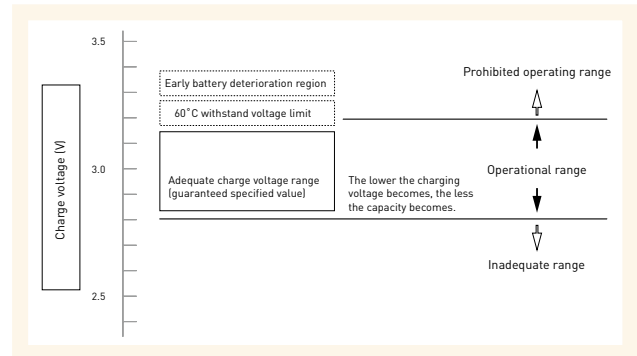 3.5
Early battery deterioration region
Prohibited operating range
60˚C withstand voltage limit
Charge voltage (V)
3.0
Adequate charge voltage range
(guaranteed specified value)
The lower the charging
voltage becomes, the less
the capacity becomes.
Operational range
Inadequate range
2.5